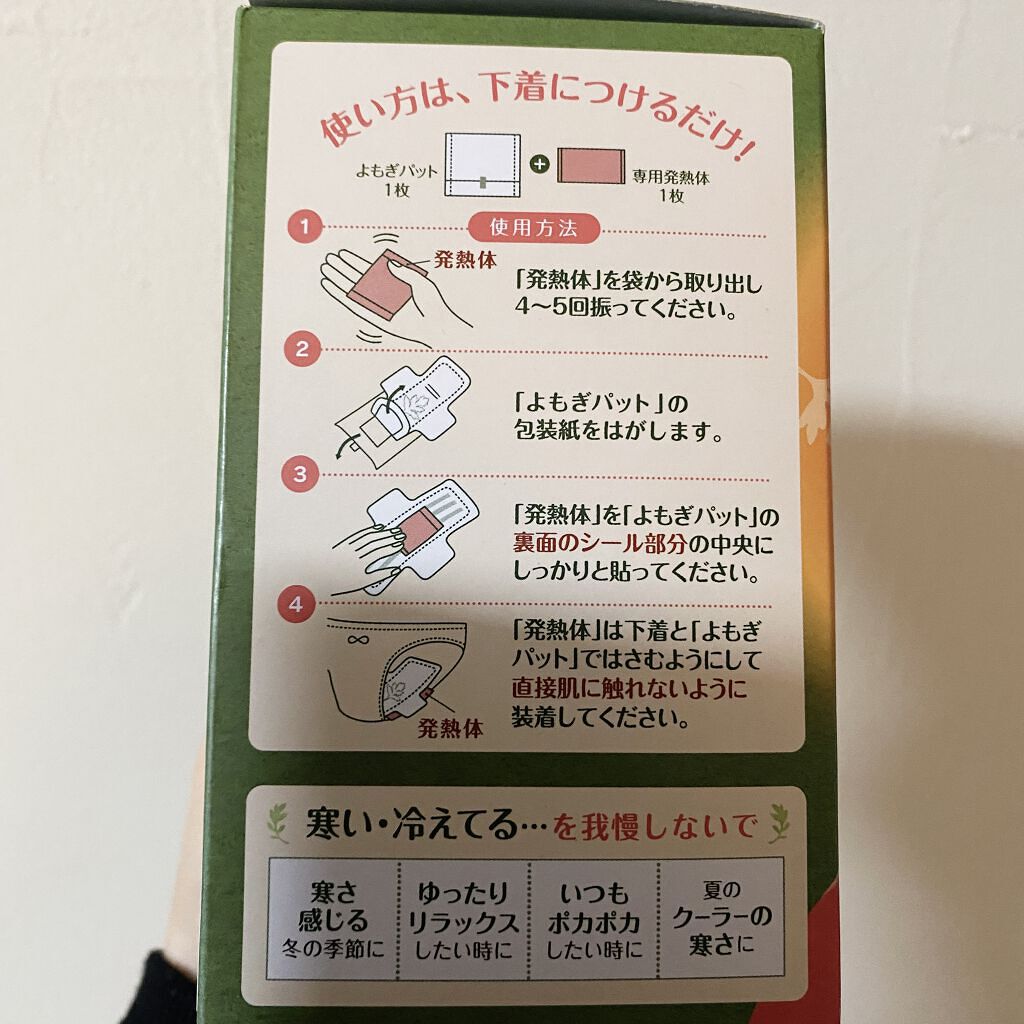 使い方は、下着につけるだけ!
よもぎパット
1枚
専用発熱体
1枚
1
使用方法
発熱体
「発熱体」を袋から取り出し
4〜5回振ってください。
2
「よもぎパット」の
包装紙をはがします。
3
「発熱体」を「よもぎパット」の
裏面のシール部分の中央に
しっかりと貼ってください。
4
「発熱体」は下着と「よもぎ
パット」ではさむようにして
直接肌に触れないように
装着してください。
発熱体
寒い・冷えてる…を我慢しないで
寒さ
感じる
冬の季節に
ゆったり
リラックス
したい時に
いつも
ポカポカ
したい時に
夏の
クーラーの
寒さに